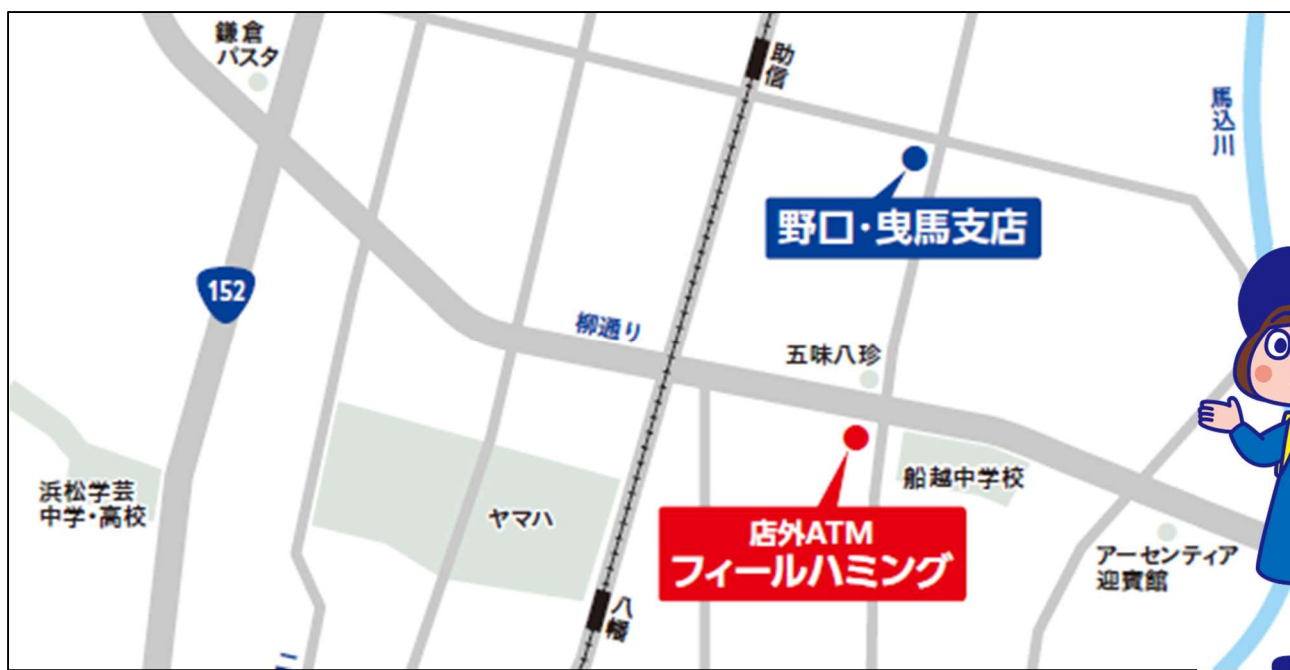 鎌倉
パスタ
助信
馬込川
野口・曳馬支店
152
柳通り
五味八珍
浜松学芸
中学・高校
ヤマハ
船越中学校
店外ATM
フィールハミング
アーセンティア
迎賓館
八幡